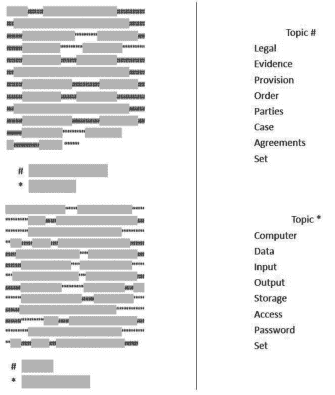 #
*
#
*
Topic #
Legal
Evidence
Provision
Order
Parties
Case
Agreements
Set
Topic *
Computer
Data
Input
Output
Storage
Access
Password
Set